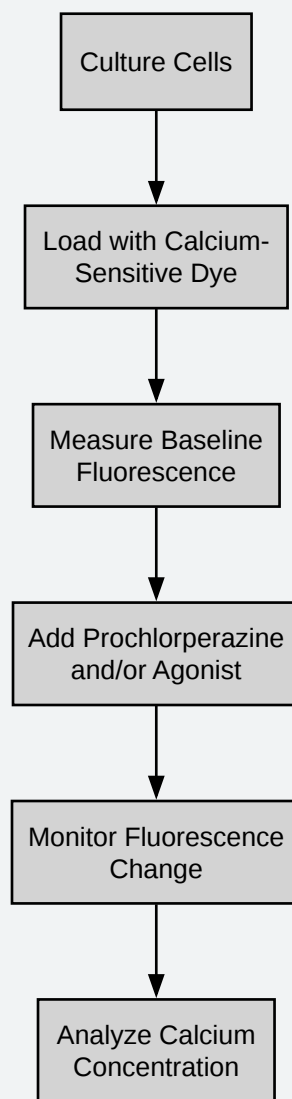 Culture Cells
Load with Calcium-
Sensitive Dye
Measure Baseline
Fluorescence
Add Prochlorperazine
and/or Agonist
Monitor Fluorescence
Change
Analyze Calcium
Concentration